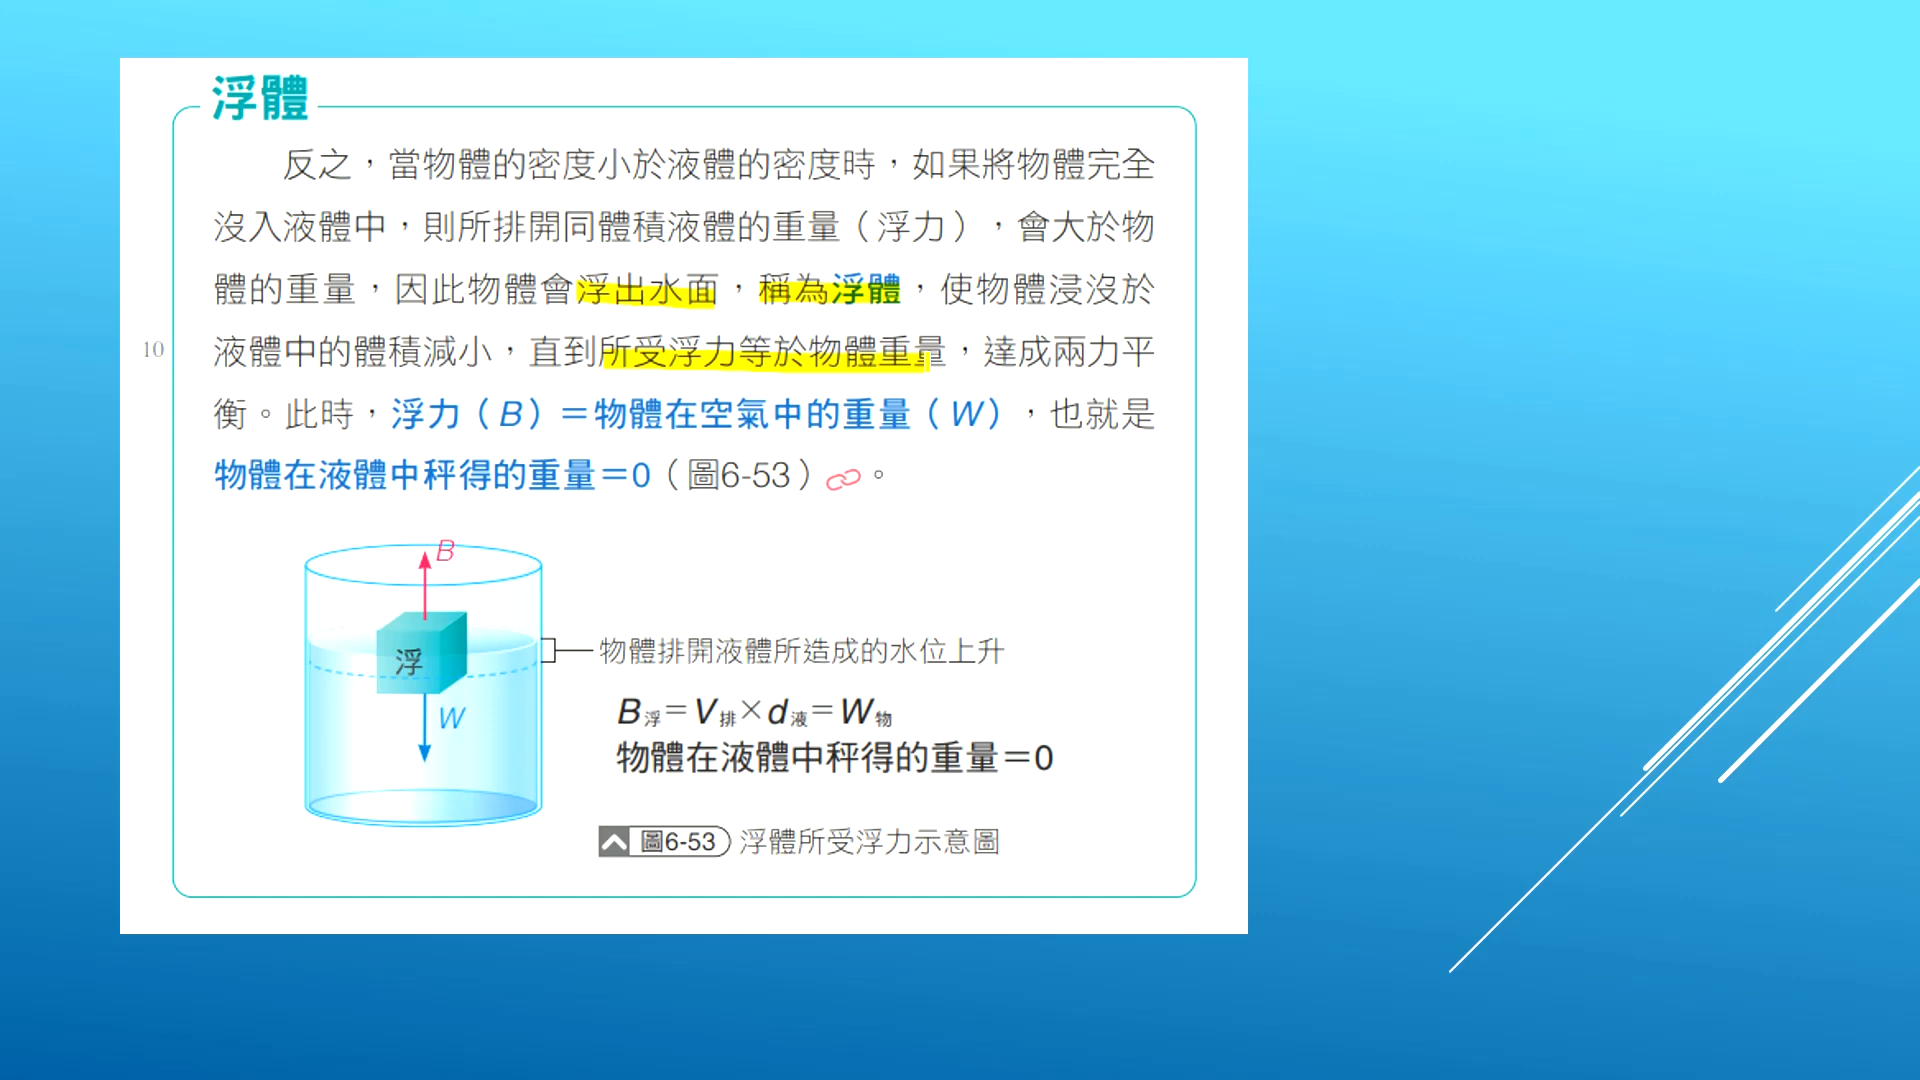 浮體
反之，當物體的密度小於液體的密度時，如果將物體完全
沒入液體中，則所排開同體積液體的重量（浮力），會大於物
體的重量，因此物體會浮出水面，稱為浮體，使物體浸沒於
10 液體中的體積減小，直到所受浮力等於物體重量，達成兩力平
衡。此時，浮力（B）＝物體在空氣中的重量（W），也就是
物體在液體中秤得的重量＝0（圖6-53）。
B
浮
W
物體排開液體所造成的水位上升
B浮＝V排×d液＝W物
物體在液體中秤得的重量＝0
圖6-53 浮體所受浮力示意圖